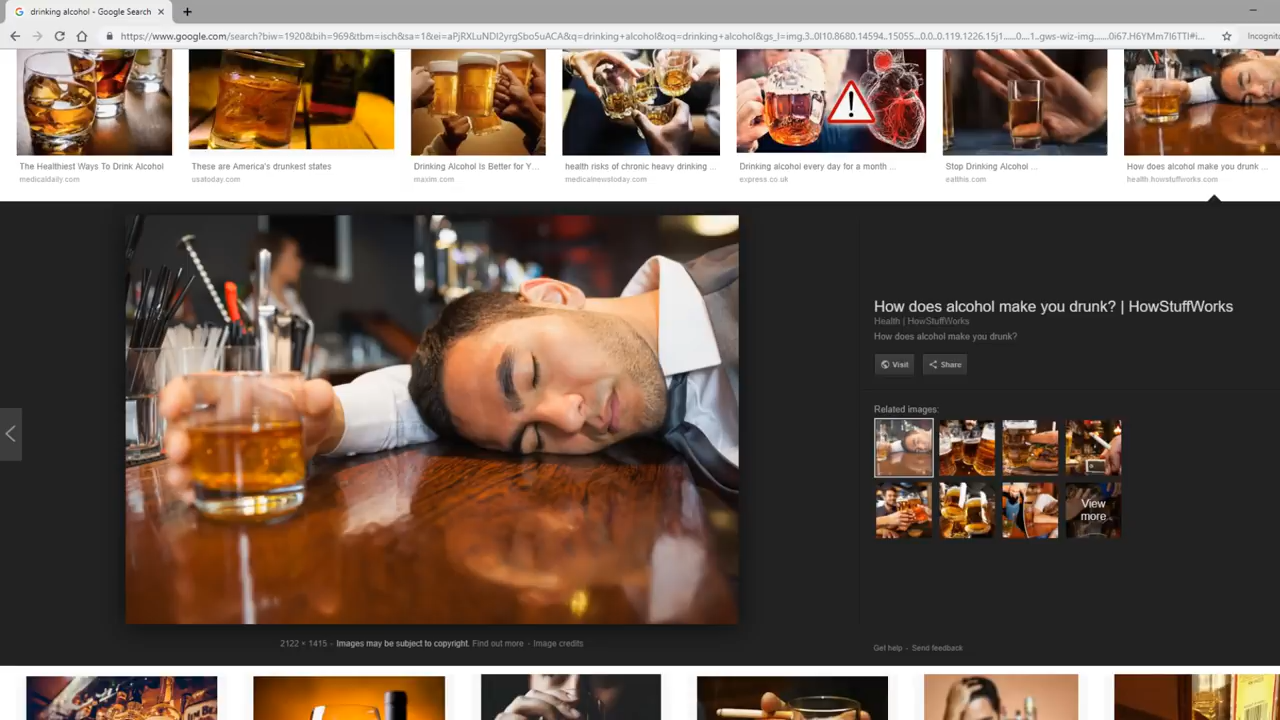 drinking alcohol - Google Search
https://www.google.com/search?biw=1920&bih=969&tbm=isch&sa=1&ei=aPjRXLuNDI2yrgSboSuACA&q=drinking+alcohol&oq=drinking+alcohol&gs_l=img.3..0l10.8680.14594..15055...0.0..0.119.1226.15j1......0....1..gws-wiz-img.......0i67.H6YMm7I6TTI#i...
Incognito
The Healthiest Ways To Drink Alcohol
medicaldaily.com
These are America's drunkest states
usatoday.com
Drinking Alcohol Is Better for Y...
maxim.com
health risks of chronic heavy drinking ...
medicalnewstoday.com
Drinking alcohol every day for a month ...
express.co.uk
Stop Drinking Alcohol ...
eatthis.com
How does alcohol make you drunk ...
health.howstuffworks.com
How does alcohol make you drunk? | HowStuffWorks
Health | HowStuffWorks
How does alcohol make you drunk?
Visit
Share
Related images:
View more
2122 × 1415 - Images may be subject to copyright. Find out more - Image credits
Get help - Send feedback